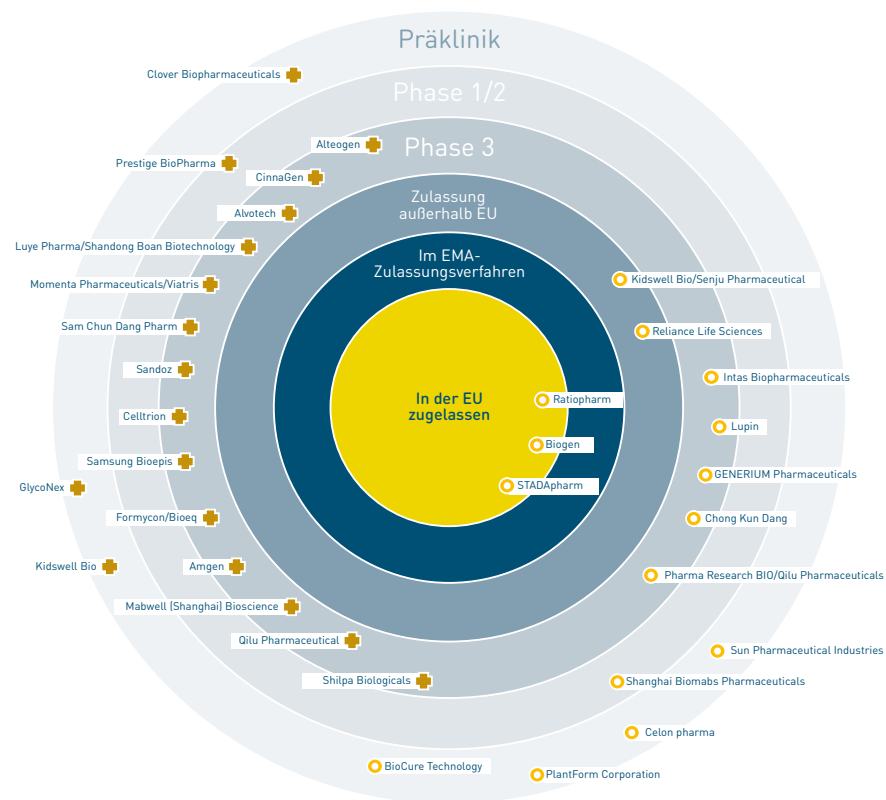 Präklinik
Clover Biopharmaceuticals
Phase 1/2
Alteogen
Phase 3
Prestige BioPharma
CinnaGen
Zulassung
außerhalb EU
Alvotech
Luye Pharma/Shandong Boan Biotechnology
Im EMA-
Zulassungsverfahren
Momenta Pharmaceuticals/Viatris
Kidswell Bio/Senju Pharmaceutical
Sam Chun Dang Pharm
Reliance Life Sciences
Sandoz
Intas Biopharmaceuticals
In der EU
zugelassen
Ratiopharm
Celltrion
Lupin
Biogen
Samsung Bioepis
GENERIUM Pharmaceuticals
GlycoNex
STADApharm
Formycon/Bioeq
Chong Kun Dang
Kidswell Bio
Amgen
Pharma Research BIO/Qilu Pharmaceuticals
Mabwell (Shanghai) Bioscience
Qilu Pharmaceutical
Sun Pharmaceutical Industries
Shilpa Biologicals
Shanghai Biomabs Pharmaceuticals
Celon pharma
BioCure Technology
PlantForm Corporation